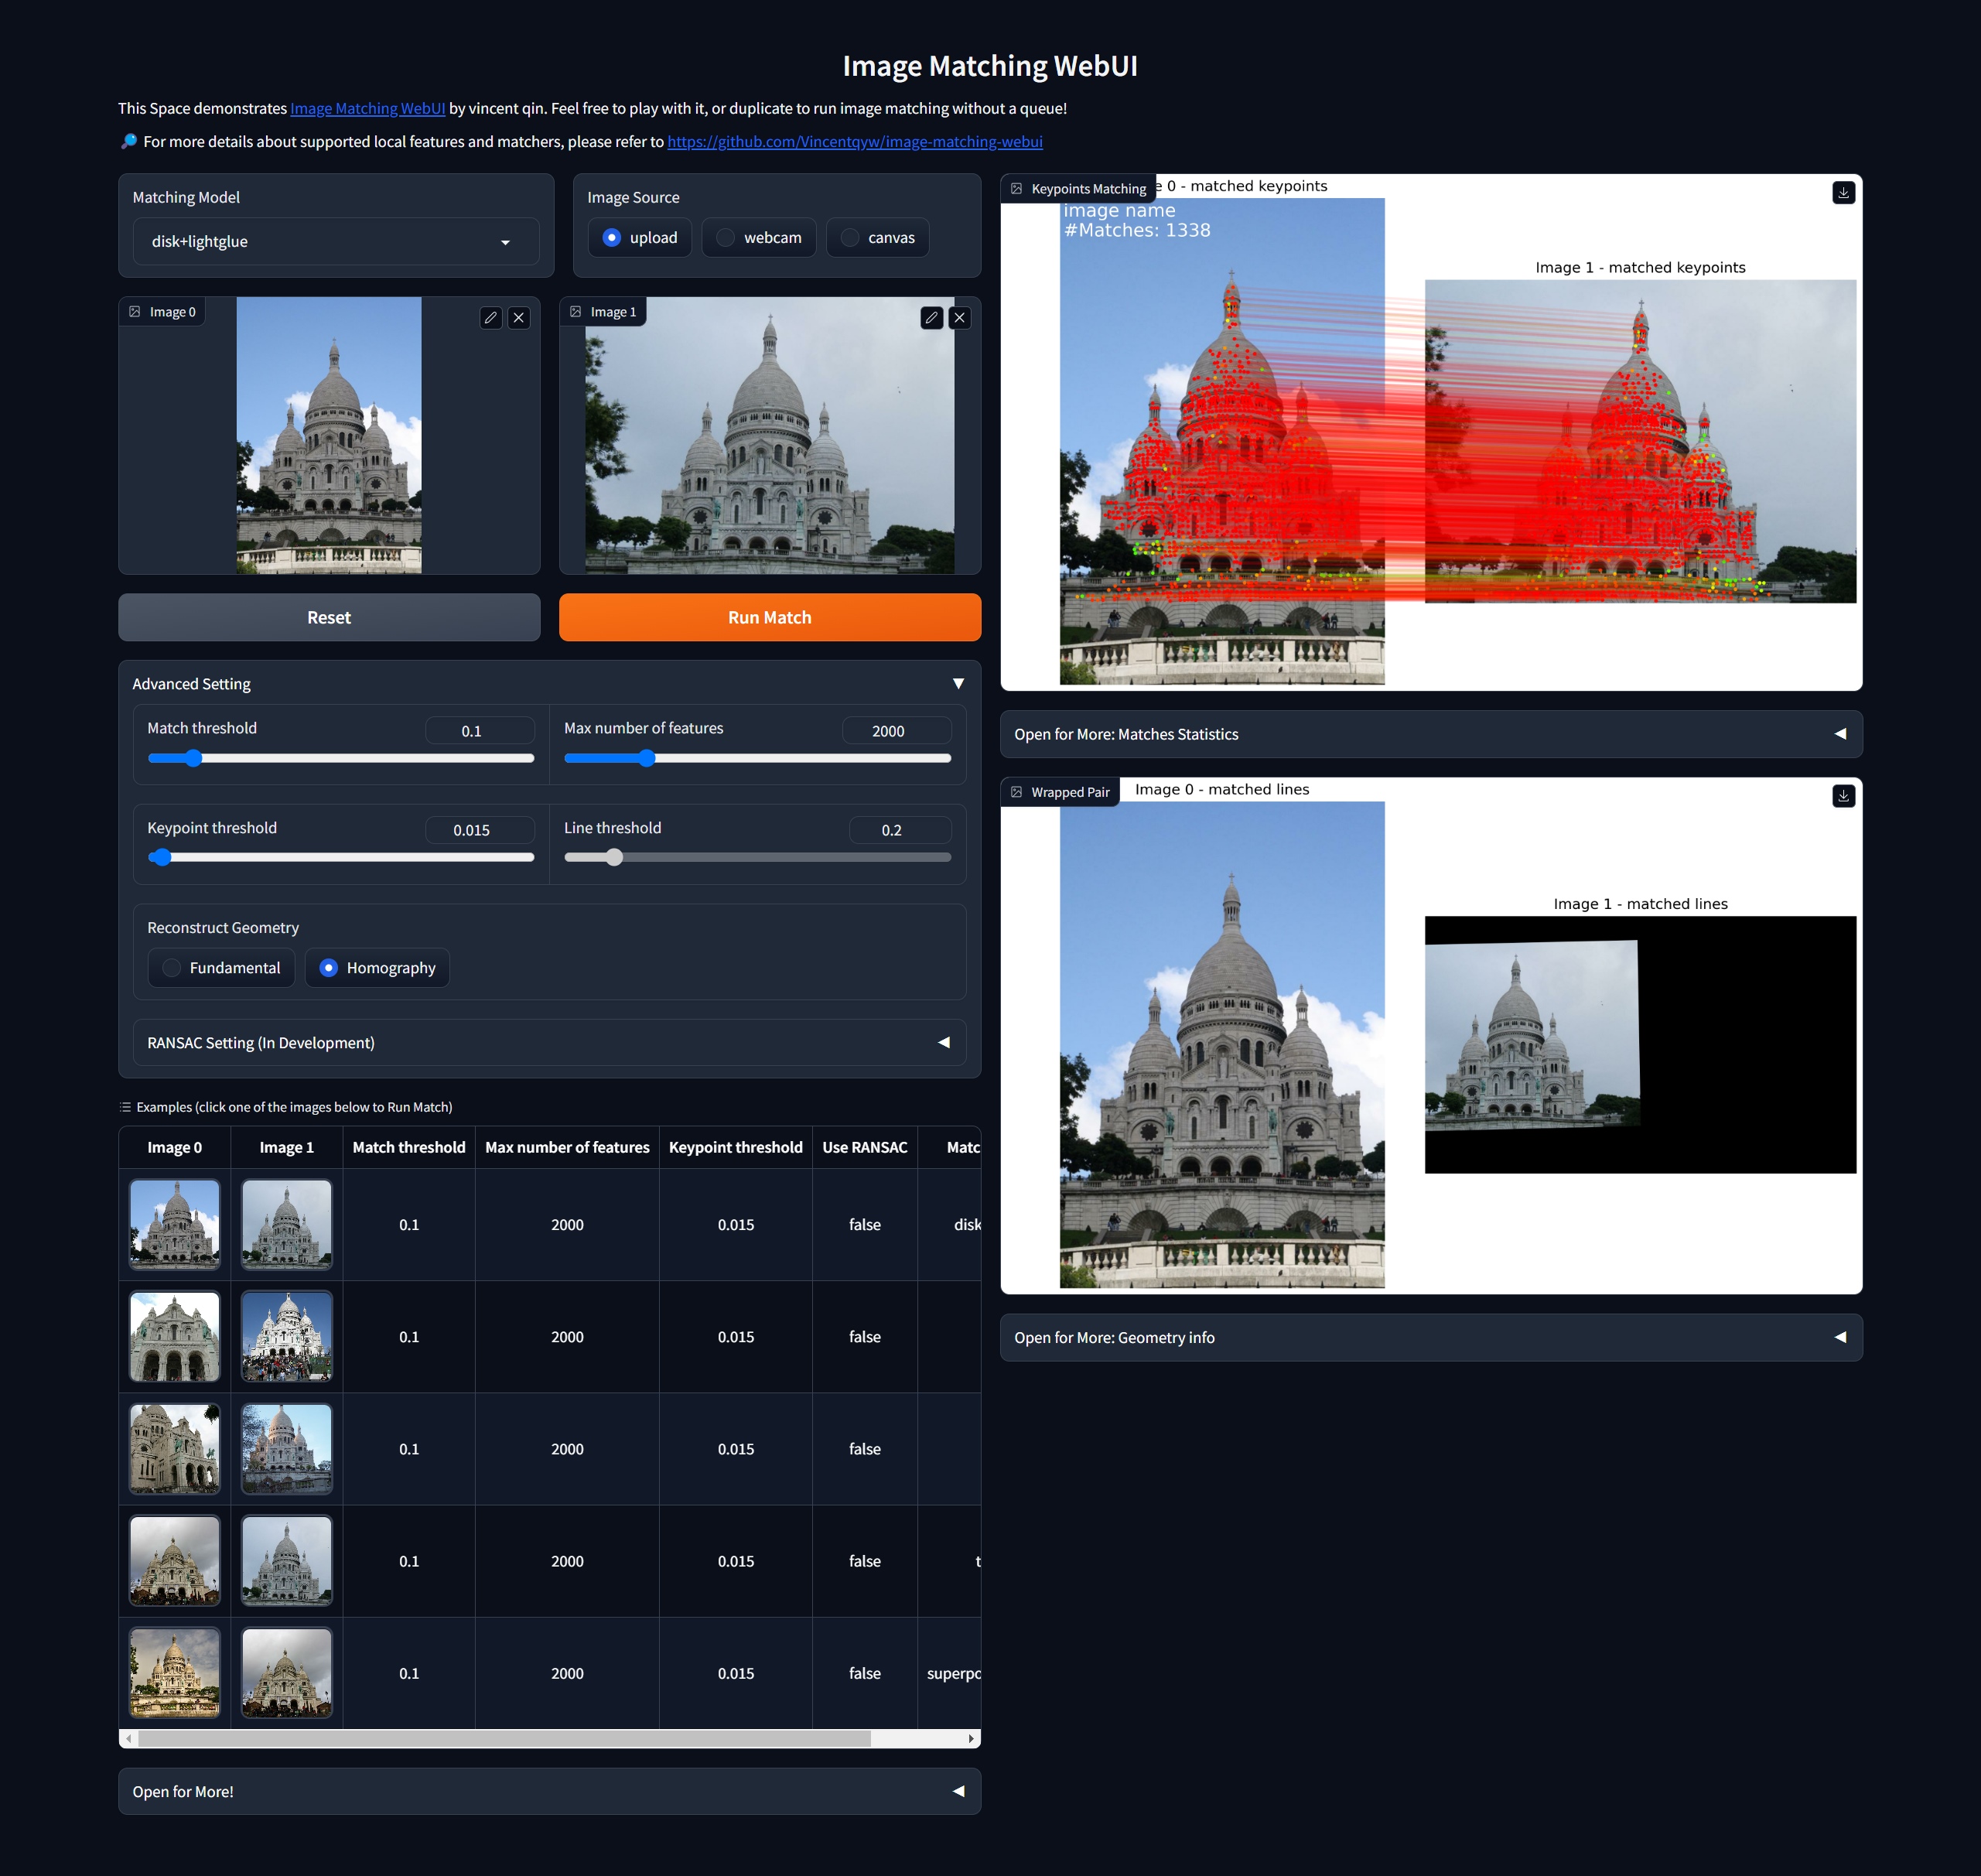 Image Matching WebUI
This Space demonstrates Image Matching WebUI by vincent qin. Feel free to play with it, or duplicate to run image matching without a queue!
🔎 For more details about supported local features and matchers, please refer to https://github.com/Vincentqyw/image-matching-webui
Matching Model
disk+lightglue
Image Source
upload webcam canvas
Image 0
Image 1
Reset
Run Match
Advanced Setting
Match threshold 0.1
Max number of features 2000
Keypoint threshold 0.015
Line threshold 0.2
Reconstruct Geometry
Fundamental Homography
RANSAC Setting (In Development)
Examples (click one of the images below to Run Match)
Image 0 Image 1 Match threshold Max number of features Keypoint threshold Use RANSAC Matc
0.1 2000 0.015 false disk
0.1 2000 0.015 false
0.1 2000 0.015 false
0.1 2000 0.015 false t
0.1 2000 0.015 false superpo
Open for More!
Keypoints Matching
e 0 - matched keypoints
image name
#Matches: 1338
Image 1 - matched keypoints
Open for More: Matches Statistics
Wrapped Pair
Image 0 - matched lines
Image 1 - matched lines
Open for More: Geometry info